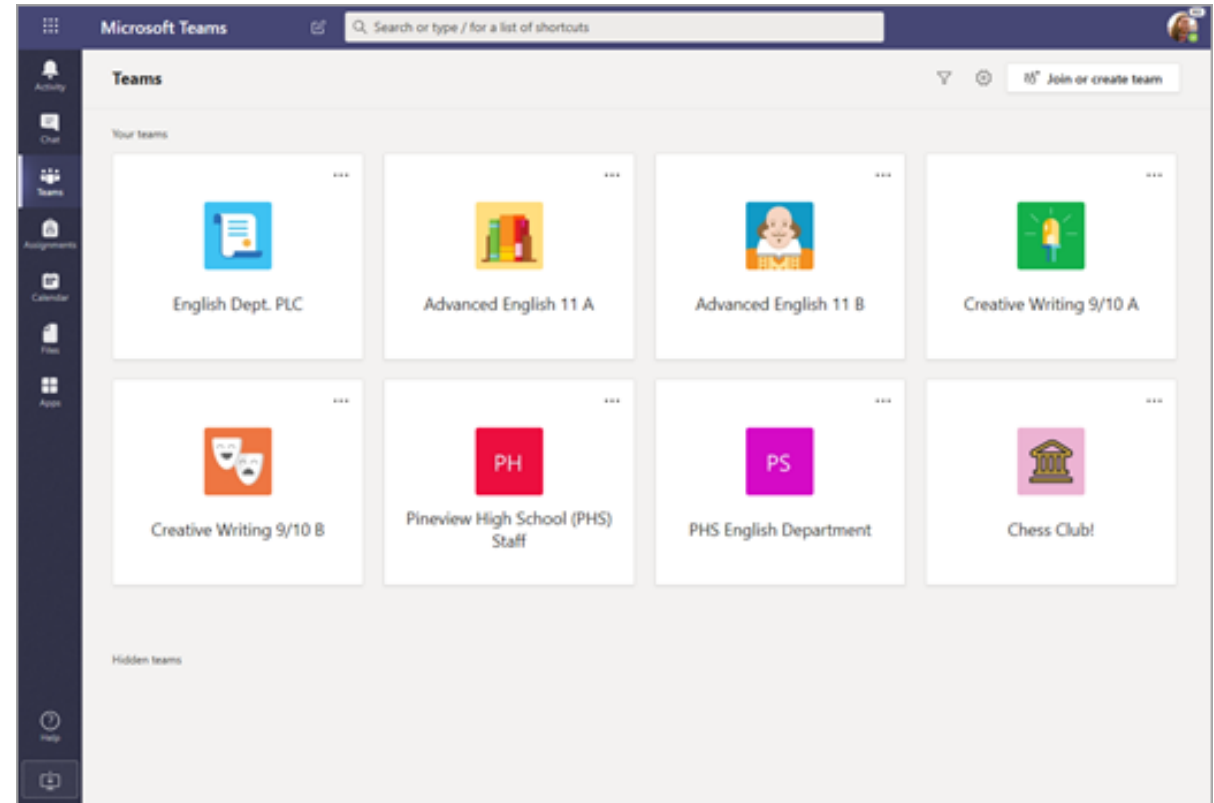 Microsoft Teams
Search or type / for a list of shortcuts
Activity
Chat
Teams
Assignments
Calendar
Files
Apps
Help
Teams
Join or create team
Your teams
English Dept. PLC
Advanced English 11 A
Advanced English 11 B
Creative Writing 9/10 A
Creative Writing 9/10 B
PH
Pineview High School (PHS)
Staff
PS
PHS English Department
Chess Club!
Hidden teams